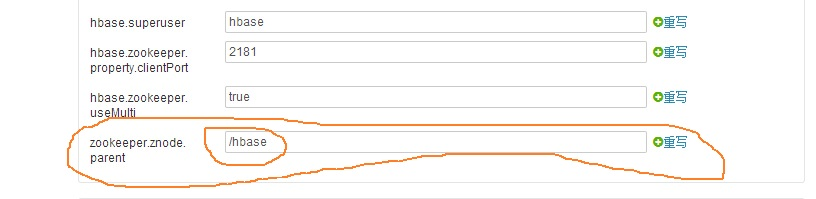 hbase.superuser
hbase
重写
hbase.zookeeper.
property.clientPort
2181
重写
hbase.zookeeper.
useMulti
true
重写
zookeeper.znode.
parent
/hbase
重写